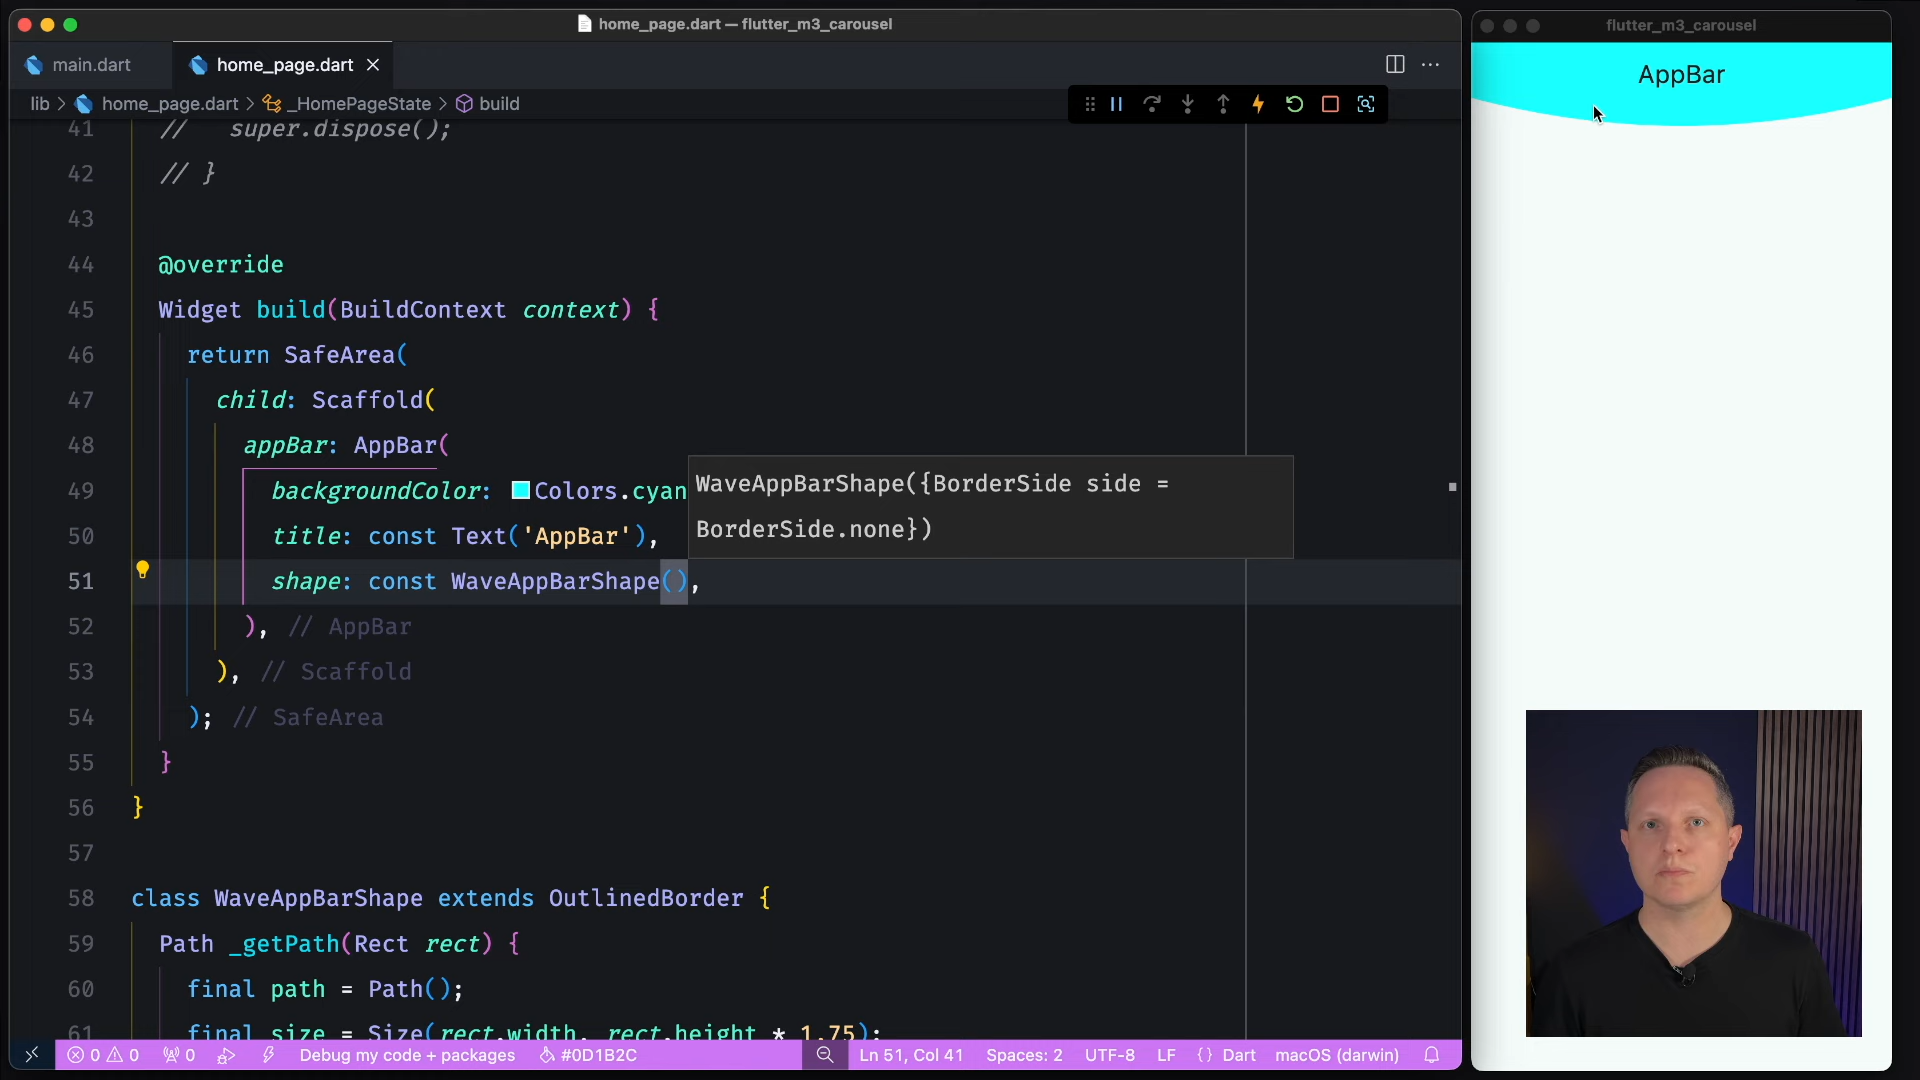 home_page.dart — flutter_m3_carousel
main.dart
home_page.dart
lib > home_page.dart > _HomePageState > build
41 //   super.dispose();
42 // }
43
44 @override
45 Widget build(BuildContext context) {
46 return SafeArea(
47 child: Scaffold(
48 appBar: AppBar(
49 backgroundColor: Colors.cyan
50 title: const Text('AppBar'),
51 shape: const WaveAppBarShape(),
52 ), // AppBar
53 ), // Scaffold
54 ); // SafeArea
55 }
56 }
57
58 class WaveAppBarShape extends OutlinedBorder {
59 Path _getPath(Rect rect) {
60 final path = Path();
61 final size = Size(rect.width, rect.height * 1.75);
WaveAppBarShape({BorderSide side =
BorderSide.none})
0 0 0 Debug my code + packages #0D1B2C Ln 51, Col 41 Spaces: 2 UTF-8 LF {} Dart macOS (darwin)
flutter_m3_carousel
AppBar